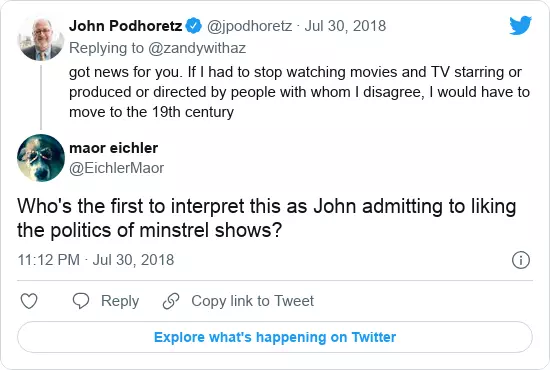 John Podhoretz @jpodhoretz · Jul 30, 2018
Replying to @zandywithaz
got news for you. If I had to stop watching movies and TV starring or
produced or directed by people with whom I disagree, I would have to
move to the 19th century
maor eichler
@EichlerMaor
Who's the first to interpret this as John admitting to liking
the politics of minstrel shows?
11:12 PM · Jul 30, 2018
Reply Copy link to Tweet
Explore what's happening on Twitter